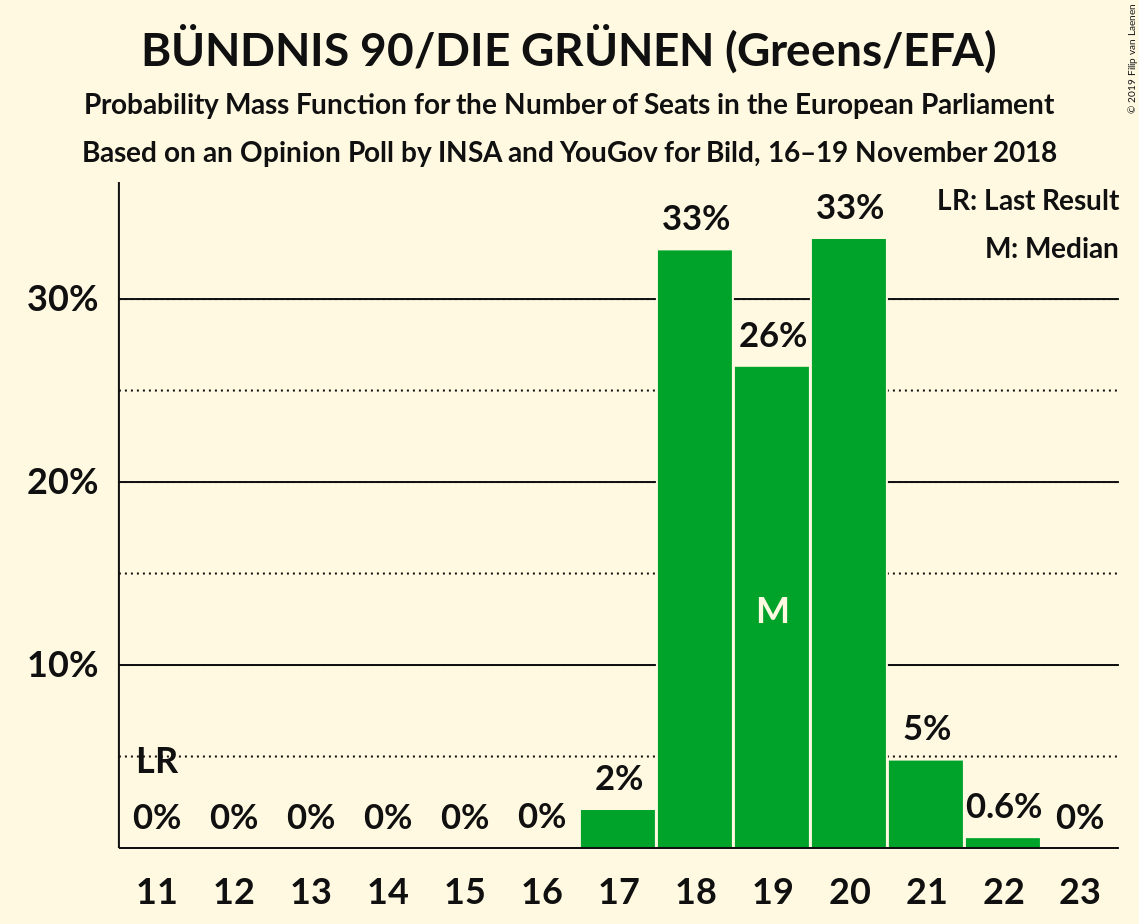 BÜNDNIS 90/DIE GRÜNEN (Greens/EFA)
Probability Mass Function for the Number of Seats in the European Parliament
Based on an Opinion Poll by INSA and YouGov for Bild, 16–19 November 2018
© 2019 Filip van Laenen
LR: Last Result
M: Median
33%
33%
30%
26%
20%
M
10%
5%
LR
2%
0.6%
0% 0% 0% 0% 0% 0% 0%
11 12 13 14 15 16 17 18 19 20 21 22 23